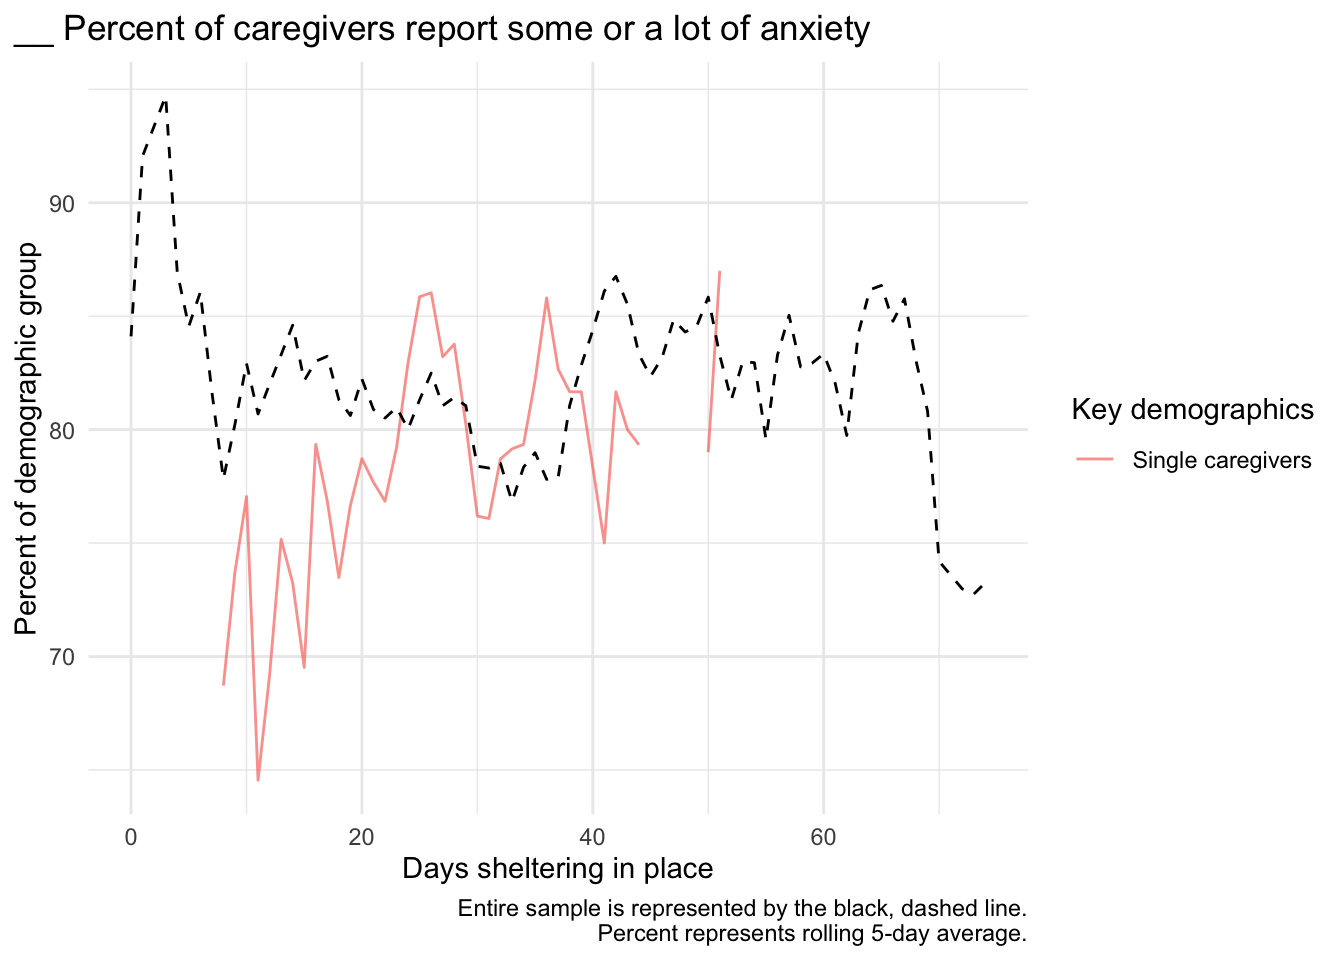 __ Percent of caregivers report some or a lot of anxiety
Percent of demographic group
90
80
70
0
20
40
60
Days sheltering in place
Key demographics
Single caregivers
Entire sample is represented by the black, dashed line.
Percent represents rolling 5-day average.